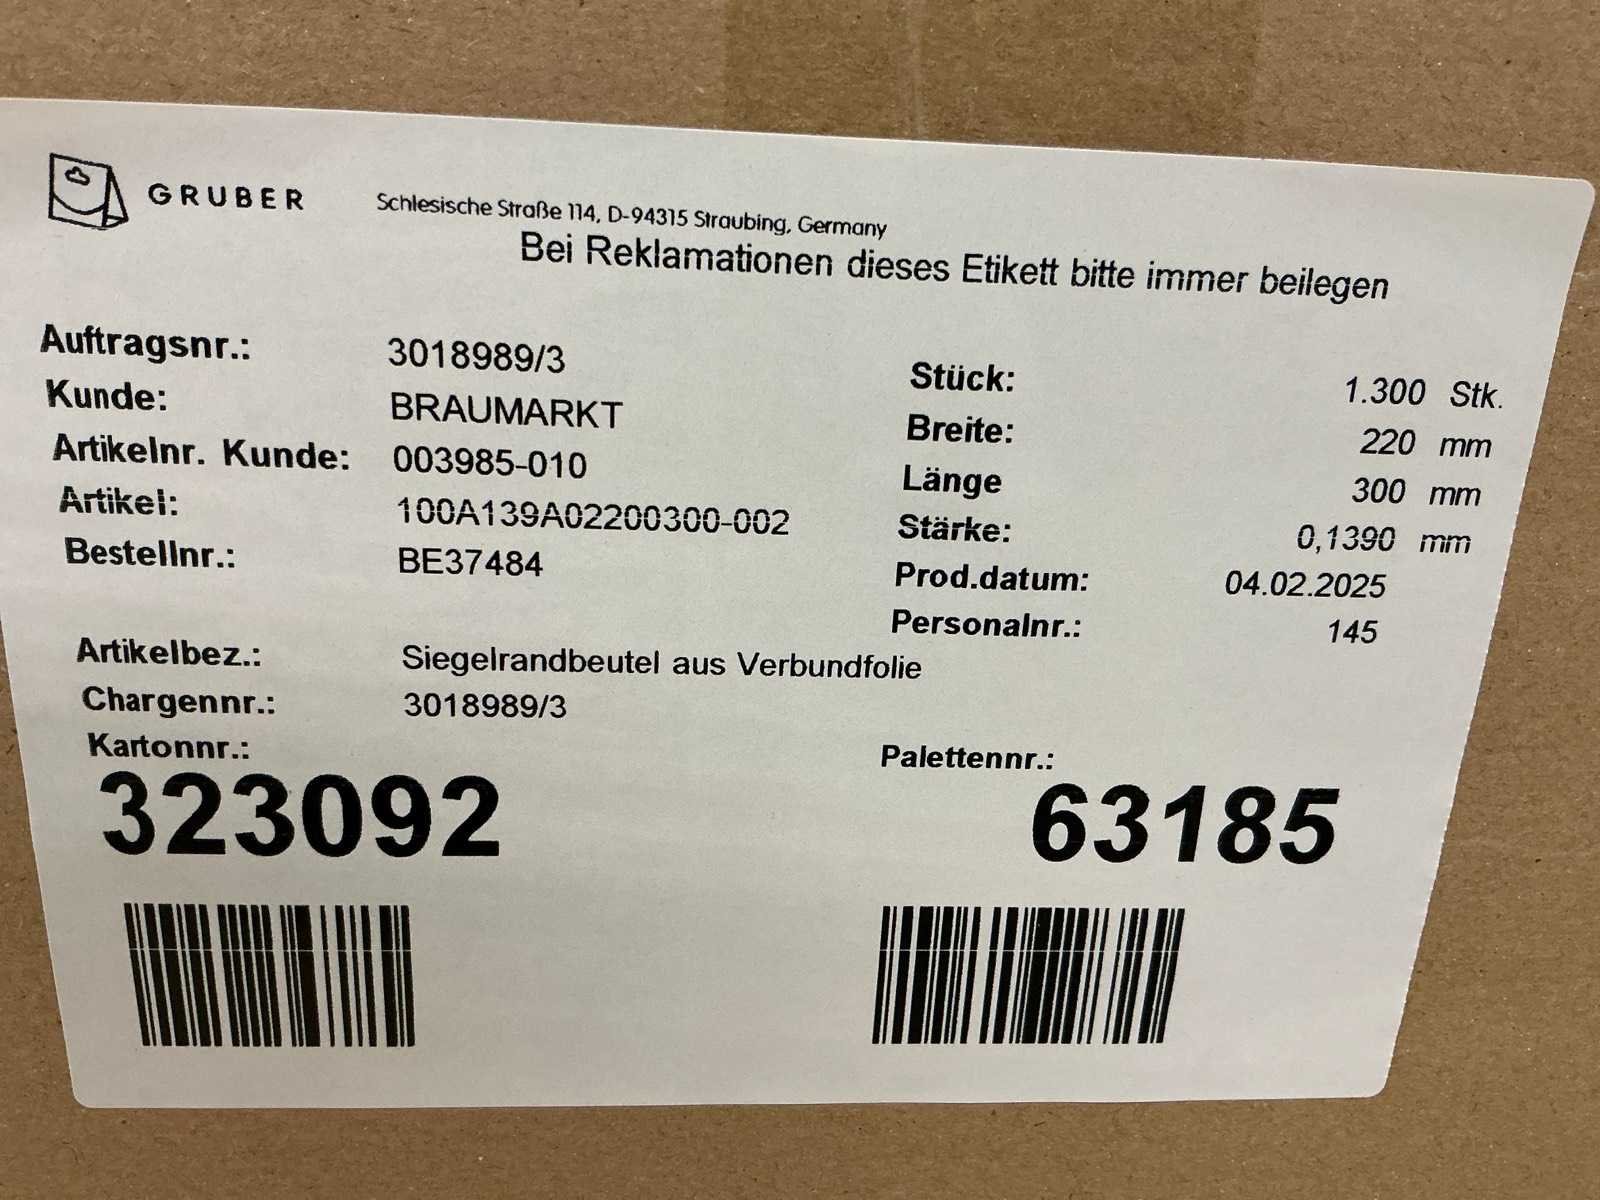 GRUBER
Schlesische Straße 114, D-94315 Straubing, Germany
Bei Reklamationen dieses Etikett bitte immer beilegen
Auftragsnr.: 3018989/3
Kunde: BRAUMARKT
Artikelnr. Kunde: 003985-010
Artikel: 100A139A02200300-002
Bestellnr.: BE37484
Stück: 1.300 Stk.
Breite: 220 mm
Länge 300 mm
Stärke: 0,1390 mm
Prod.datum: 04.02.2025
Personalnr.: 145
Artikelbez.: Siegelrandbeutel aus Verbundfolie
Chargennr.: 3018989/3
Kartonnr.:
323092
Palettennr.:
63185